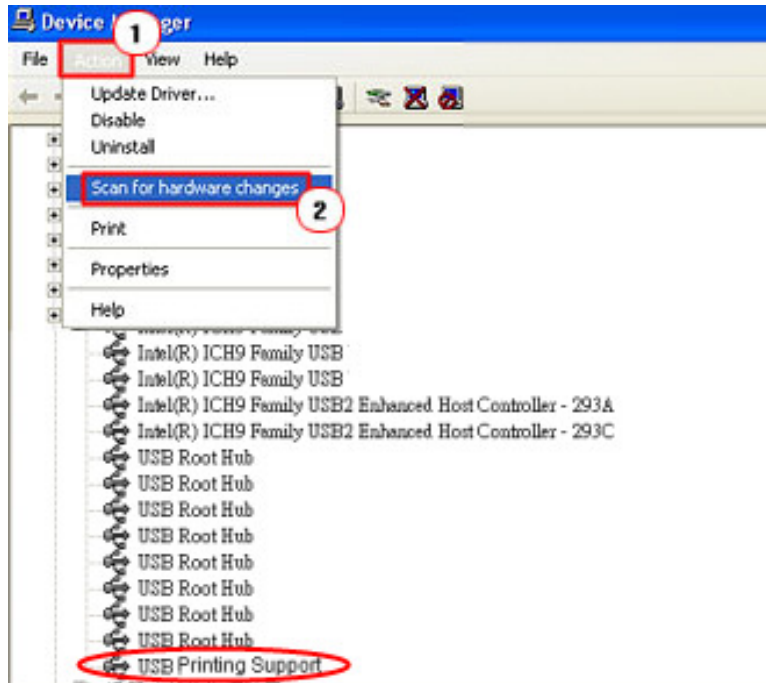 Device Manager
1
File Action View Help
Update Driver...
Disable
Uninstall
Scan for hardware changes
2
Print
Properties
Help
Intel(R) ICH9 Family USB
Intel(R) ICH9 Family USB
Intel(R) ICH9 Family USB2 Enhanced Host Controller - 293A
Intel(R) ICH9 Family USB2 Enhanced Host Controller - 293C
USB Root Hub
USB Root Hub
USB Root Hub
USB Root Hub
USB Root Hub
USB Root Hub
USB Root Hub
USB Root Hub
USB Printing Support